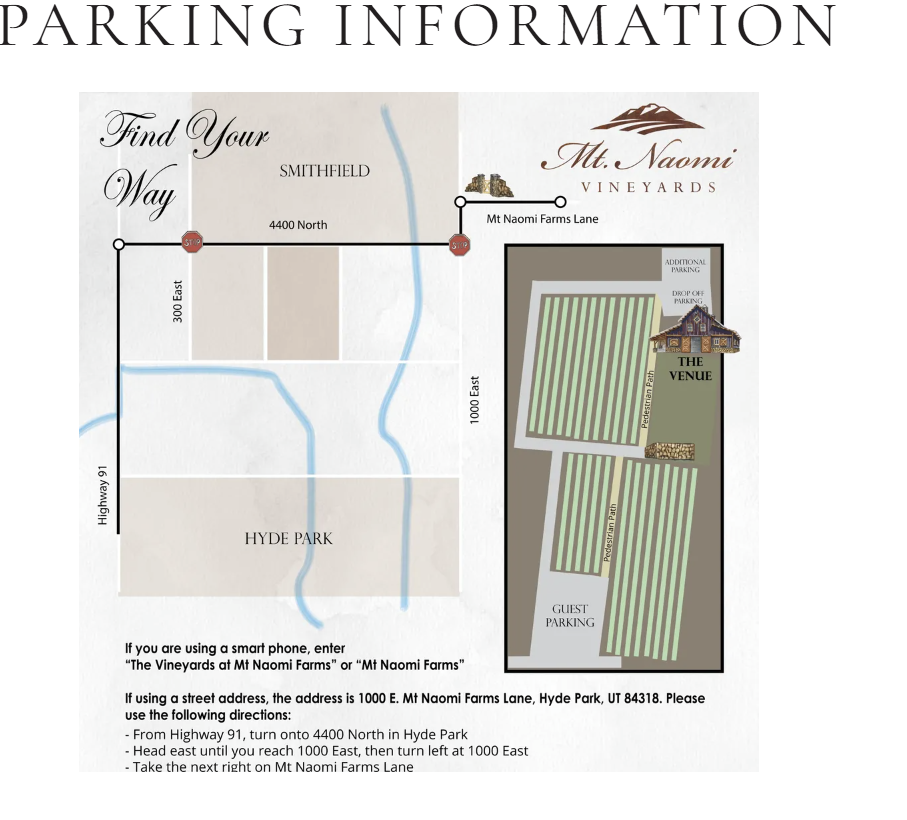 PARKING INFORMATION
Find Your
Way
SMITHFIELD
Mt. Naomi
VINEYARDS
Mt Naomi Farms Lane
4400 North
STOP
STOP
300 East
1000 East
Highway 91
HYDE PARK
ADDITIONAL
PARKING
DROP OFF
PARKING
THE
VENUE
Pedestrian Path
Pedestrian Path
GUEST
PARKING
If you are using a smart phone, enter
“The Vineyards at Mt Naomi Farms” or “Mt Naomi Farms”
If using a street address, the address is 1000 E. Mt Naomi Farms Lane, Hyde Park, UT 84318. Please
use the following directions:
- From Highway 91, turn onto 4400 North in Hyde Park
- Head east until you reach 1000 East, then turn left at 1000 East
- Take the next right on Mt Naomi Farms Lane